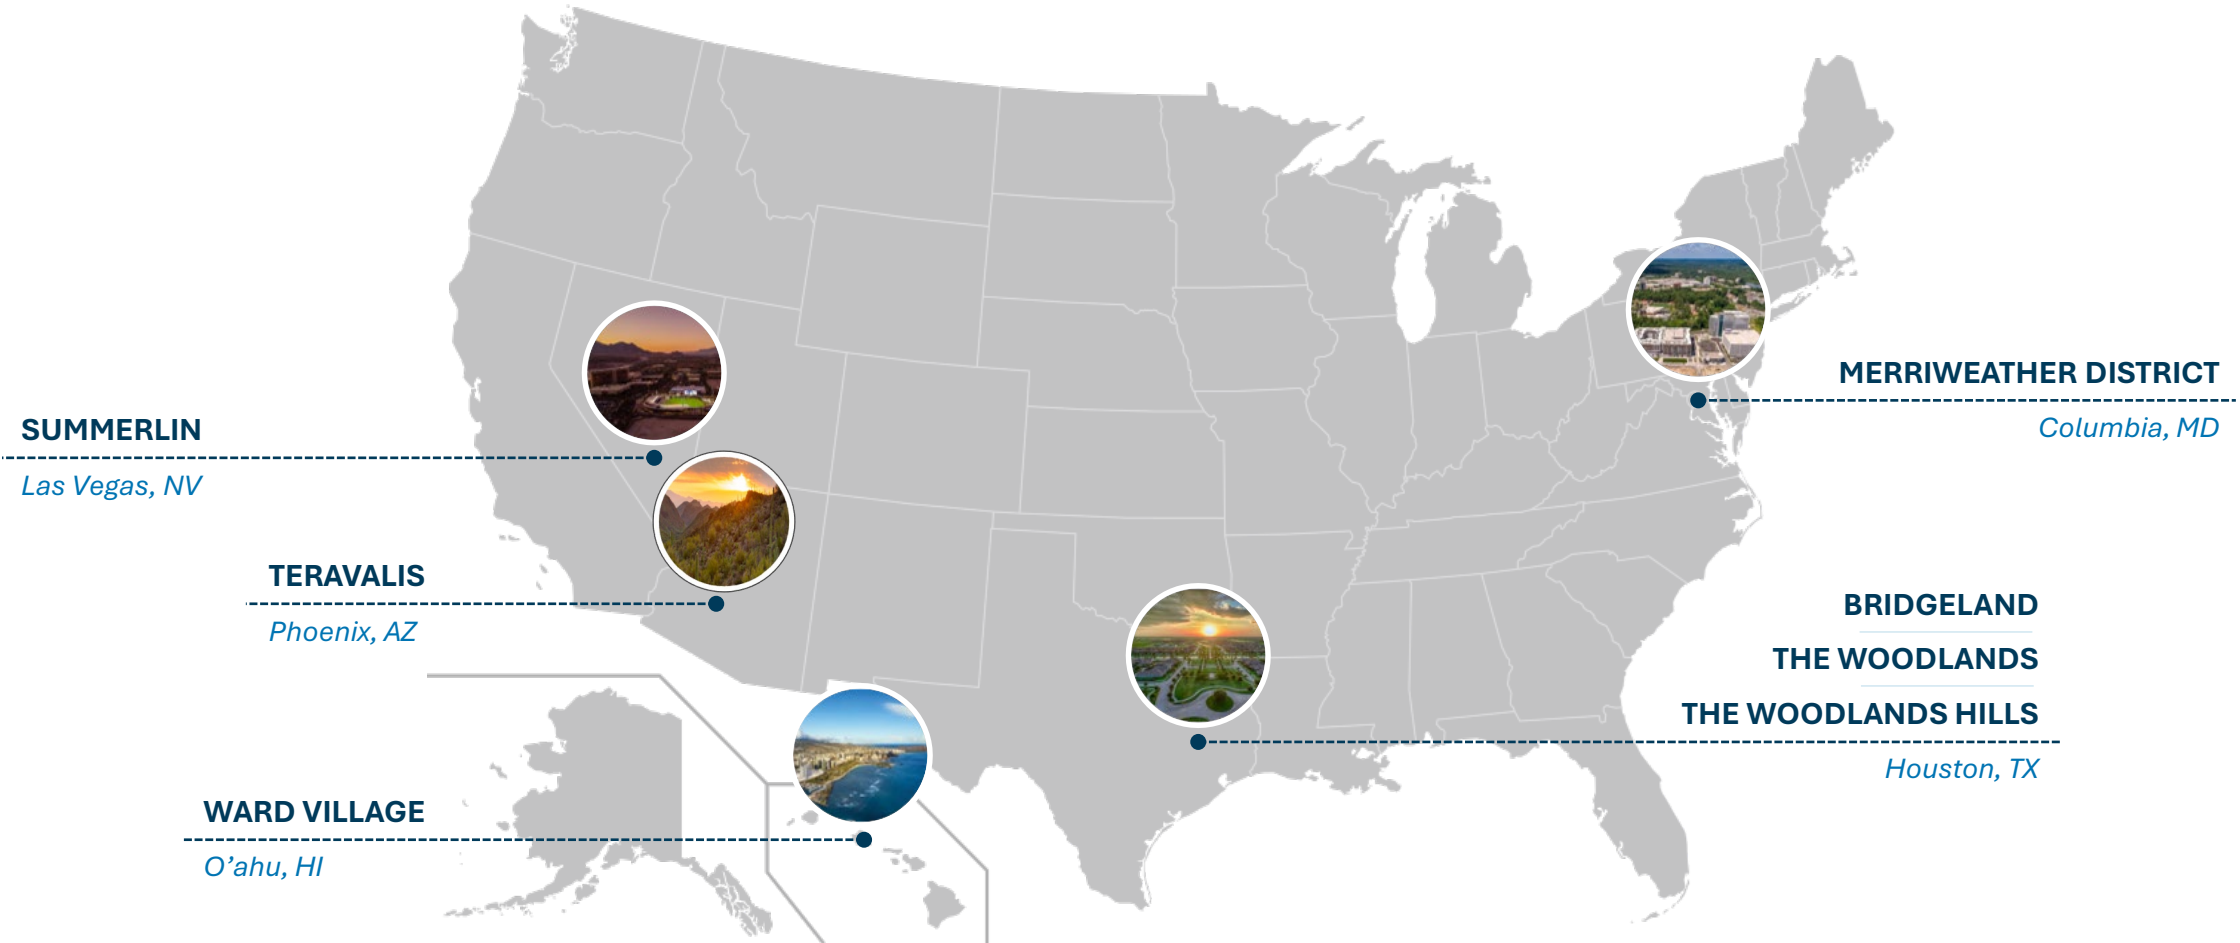 MERRIWEATHER DISTRICT
Columbia, MD
SUMMERLIN
Las Vegas, NV
TERAVALIS
Phoenix, AZ
BRIDGELAND
THE WOODLANDS
THE WOODLANDS HILLS
Houston, TX
WARD VILLAGE
O’ahu, HI